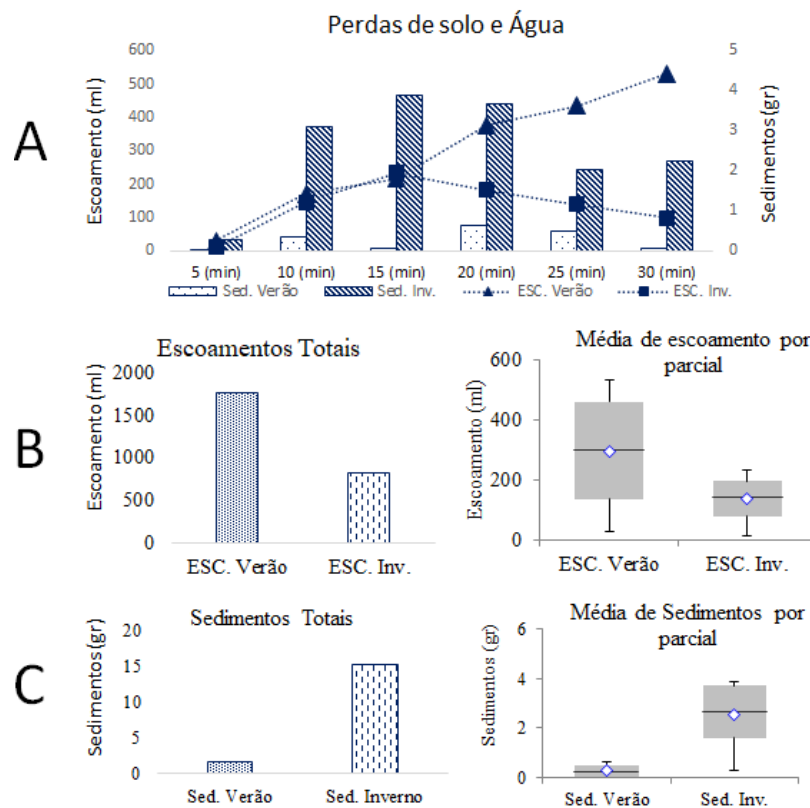 Perdas de solo e Água
A
Escoamento (ml)
600
500
400
300
200
100
0
5
4
3
2
1
0
Sedimentos (gr)
5 (min) 10 (min) 15 (min) 20 (min) 25 (min) 30 (min)
Sed. Verão Sed. Inv. ESC. Verão ESC. Inv.
B
Escoamentos Totais
Escoamento (ml)
2000
1500
1000
500
0
ESC. Verão ESC. Inv.
Média de escoamento por
parcial
Escoamento (ml)
600
400
200
0
ESC. Verão ESC. Inv.
C
Sedimentos Totais
Sedimentos (gr)
20
15
10
5
0
Sed. Verão Sed. Inverno
Média de Sedimentos por
parcial
Sedimentos (gr)
6
4
2
0
Sed. Verão Sed. Inv.